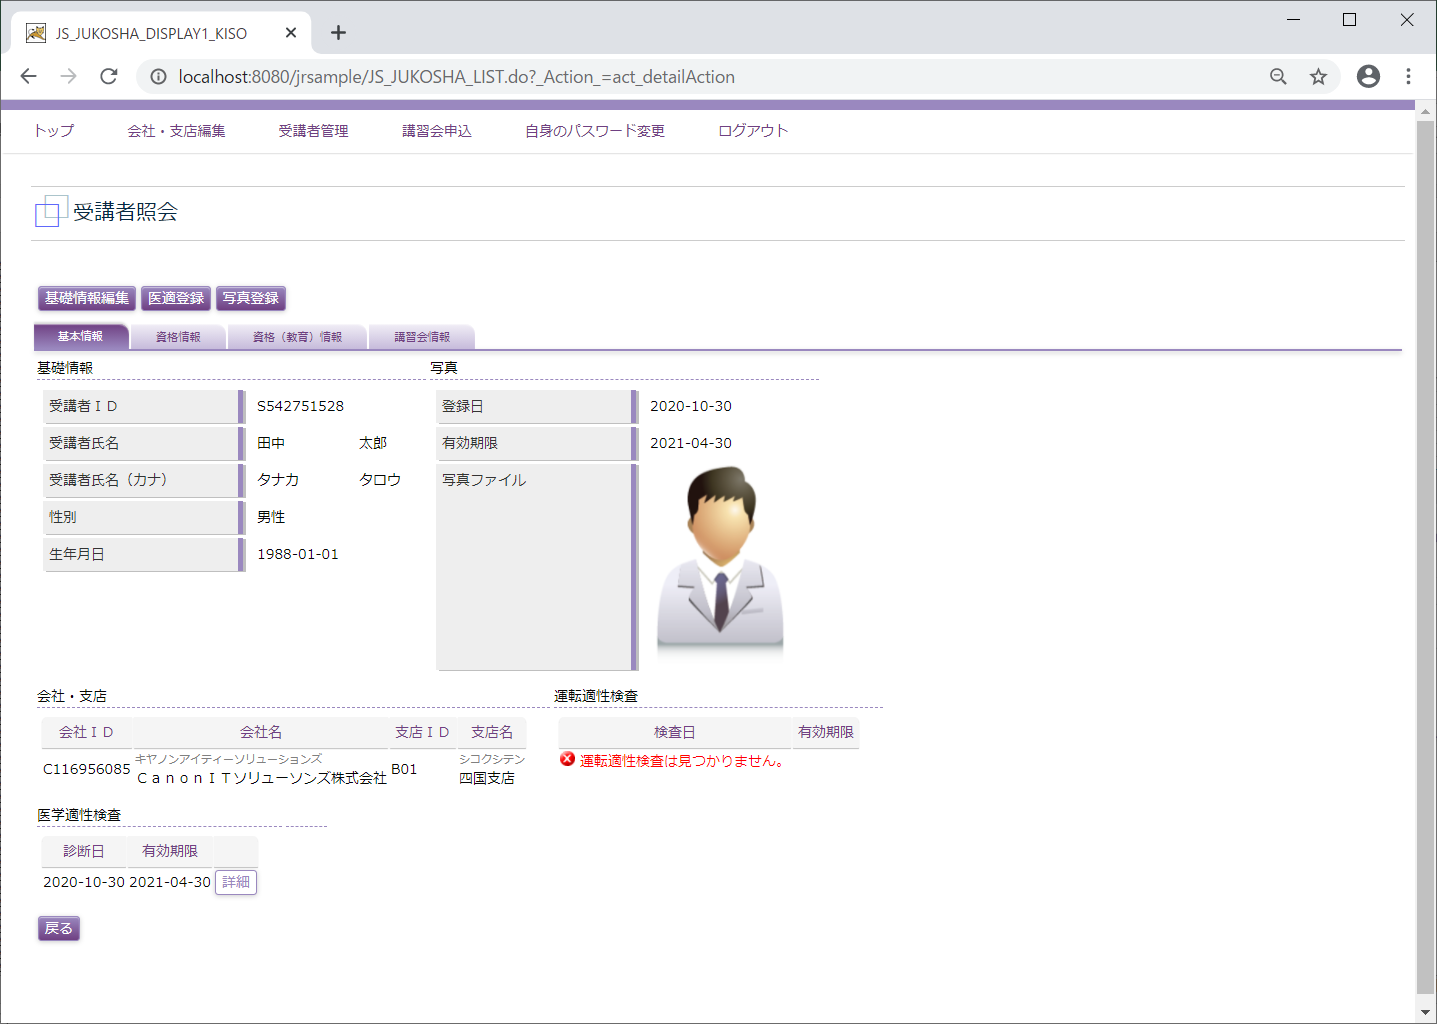 JS_JUKOSHA_DISPLAY1_KISO
localhost:8080/jrsample/JS_JUKOSHA_LIST.do?_Action_=act_detailAction
トップ 会社・支店編集 受講者管理 講習会申込 自身のパスワード変更 ログアウト
受講者照会
基礎情報編集 医適登録 写真登録
基本情報 資格情報 資格（教育）情報 講習会情報
基礎情報 写真
受講者ＩＤ S542751528 登録日 2020-10-30
受講者氏名 田中 太郎 有効期限 2021-04-30
受講者氏名（カナ） タナカ タロウ 写真ファイル
性別 男性
生年月日 1988-01-01
会社・支店 運転適性検査
会社ＩＤ 会社名 支店ＩＤ 支店名 検査日 有効期限
キヤノンアイティーソリューションズ シコクシテン
C116956085 ＣａｎｏｎＩＴソリューソンズ株式会社 B01 四国支店 運転適性検査は見つかりません。
医学適性検査
診断日 有効期限
2020-10-30 2021-04-30 詳細
戻る